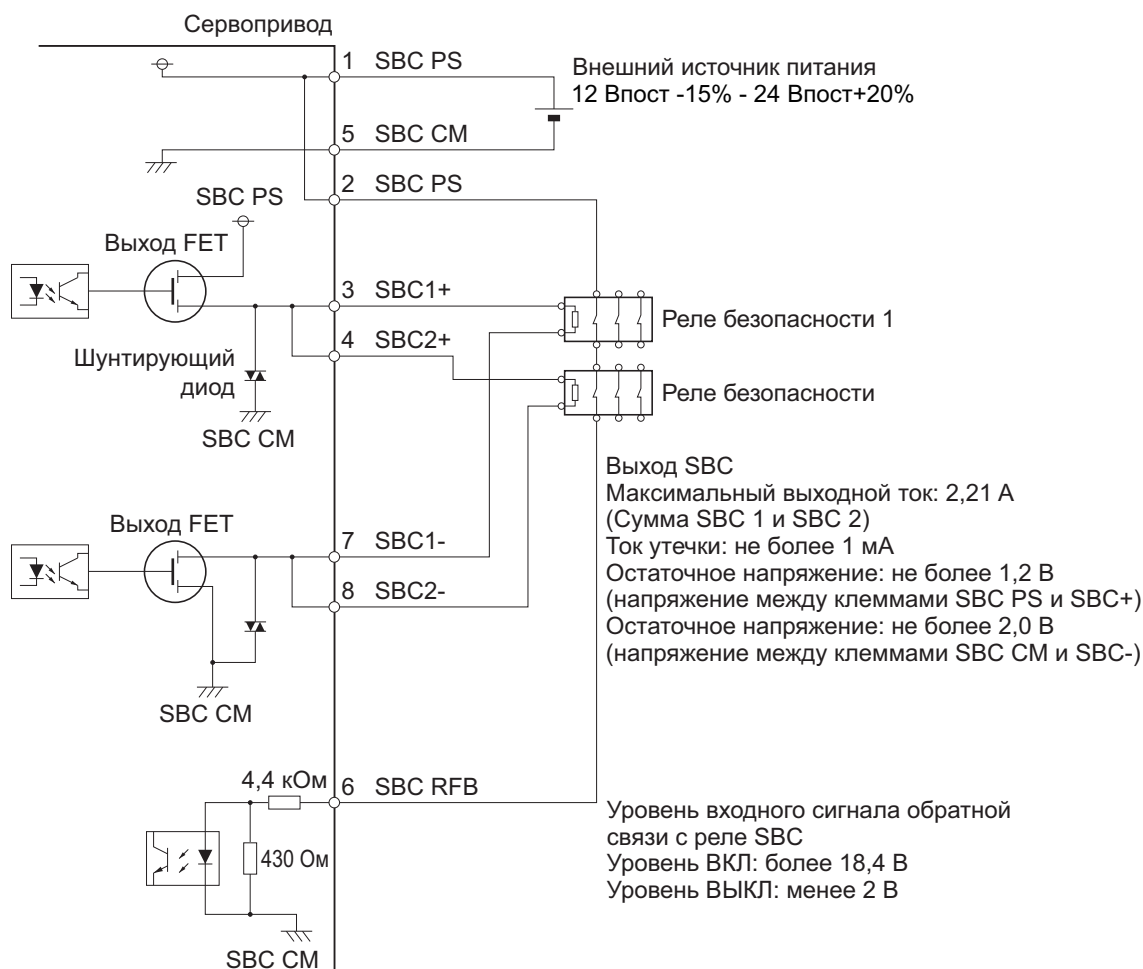 Сервопривод
1 SBC PS
Внешний источник питания
12 Впост -15% - 24 Впост+20%
5 SBC CM
2 SBC PS
SBC PS
Выход FET
3 SBC1+
Реле безопасности 1
4 SBC2+
Шунтирующий
диод
Реле безопасности
SBC CM
Выход SBC
Максимальный выходной ток: 2,21 А
(Сумма SBC 1 и SBC 2)
Ток утечки: не более 1 мА
Остаточное напряжение: не более 1,2 В
(напряжение между клеммами SBC PS и SBC+)
Остаточное напряжение: не более 2,0 В
(напряжение между клеммами SBC CM и SBC-)
Выход FET
7 SBC1-
8 SBC2-
SBC CM
4,4 кОм
6 SBC RFB
430 Ом
SBC CM
Уровень входного сигнала обратной
связи с реле SBC
Уровень ВКЛ: более 18,4 В
Уровень ВЫКЛ: менее 2 В